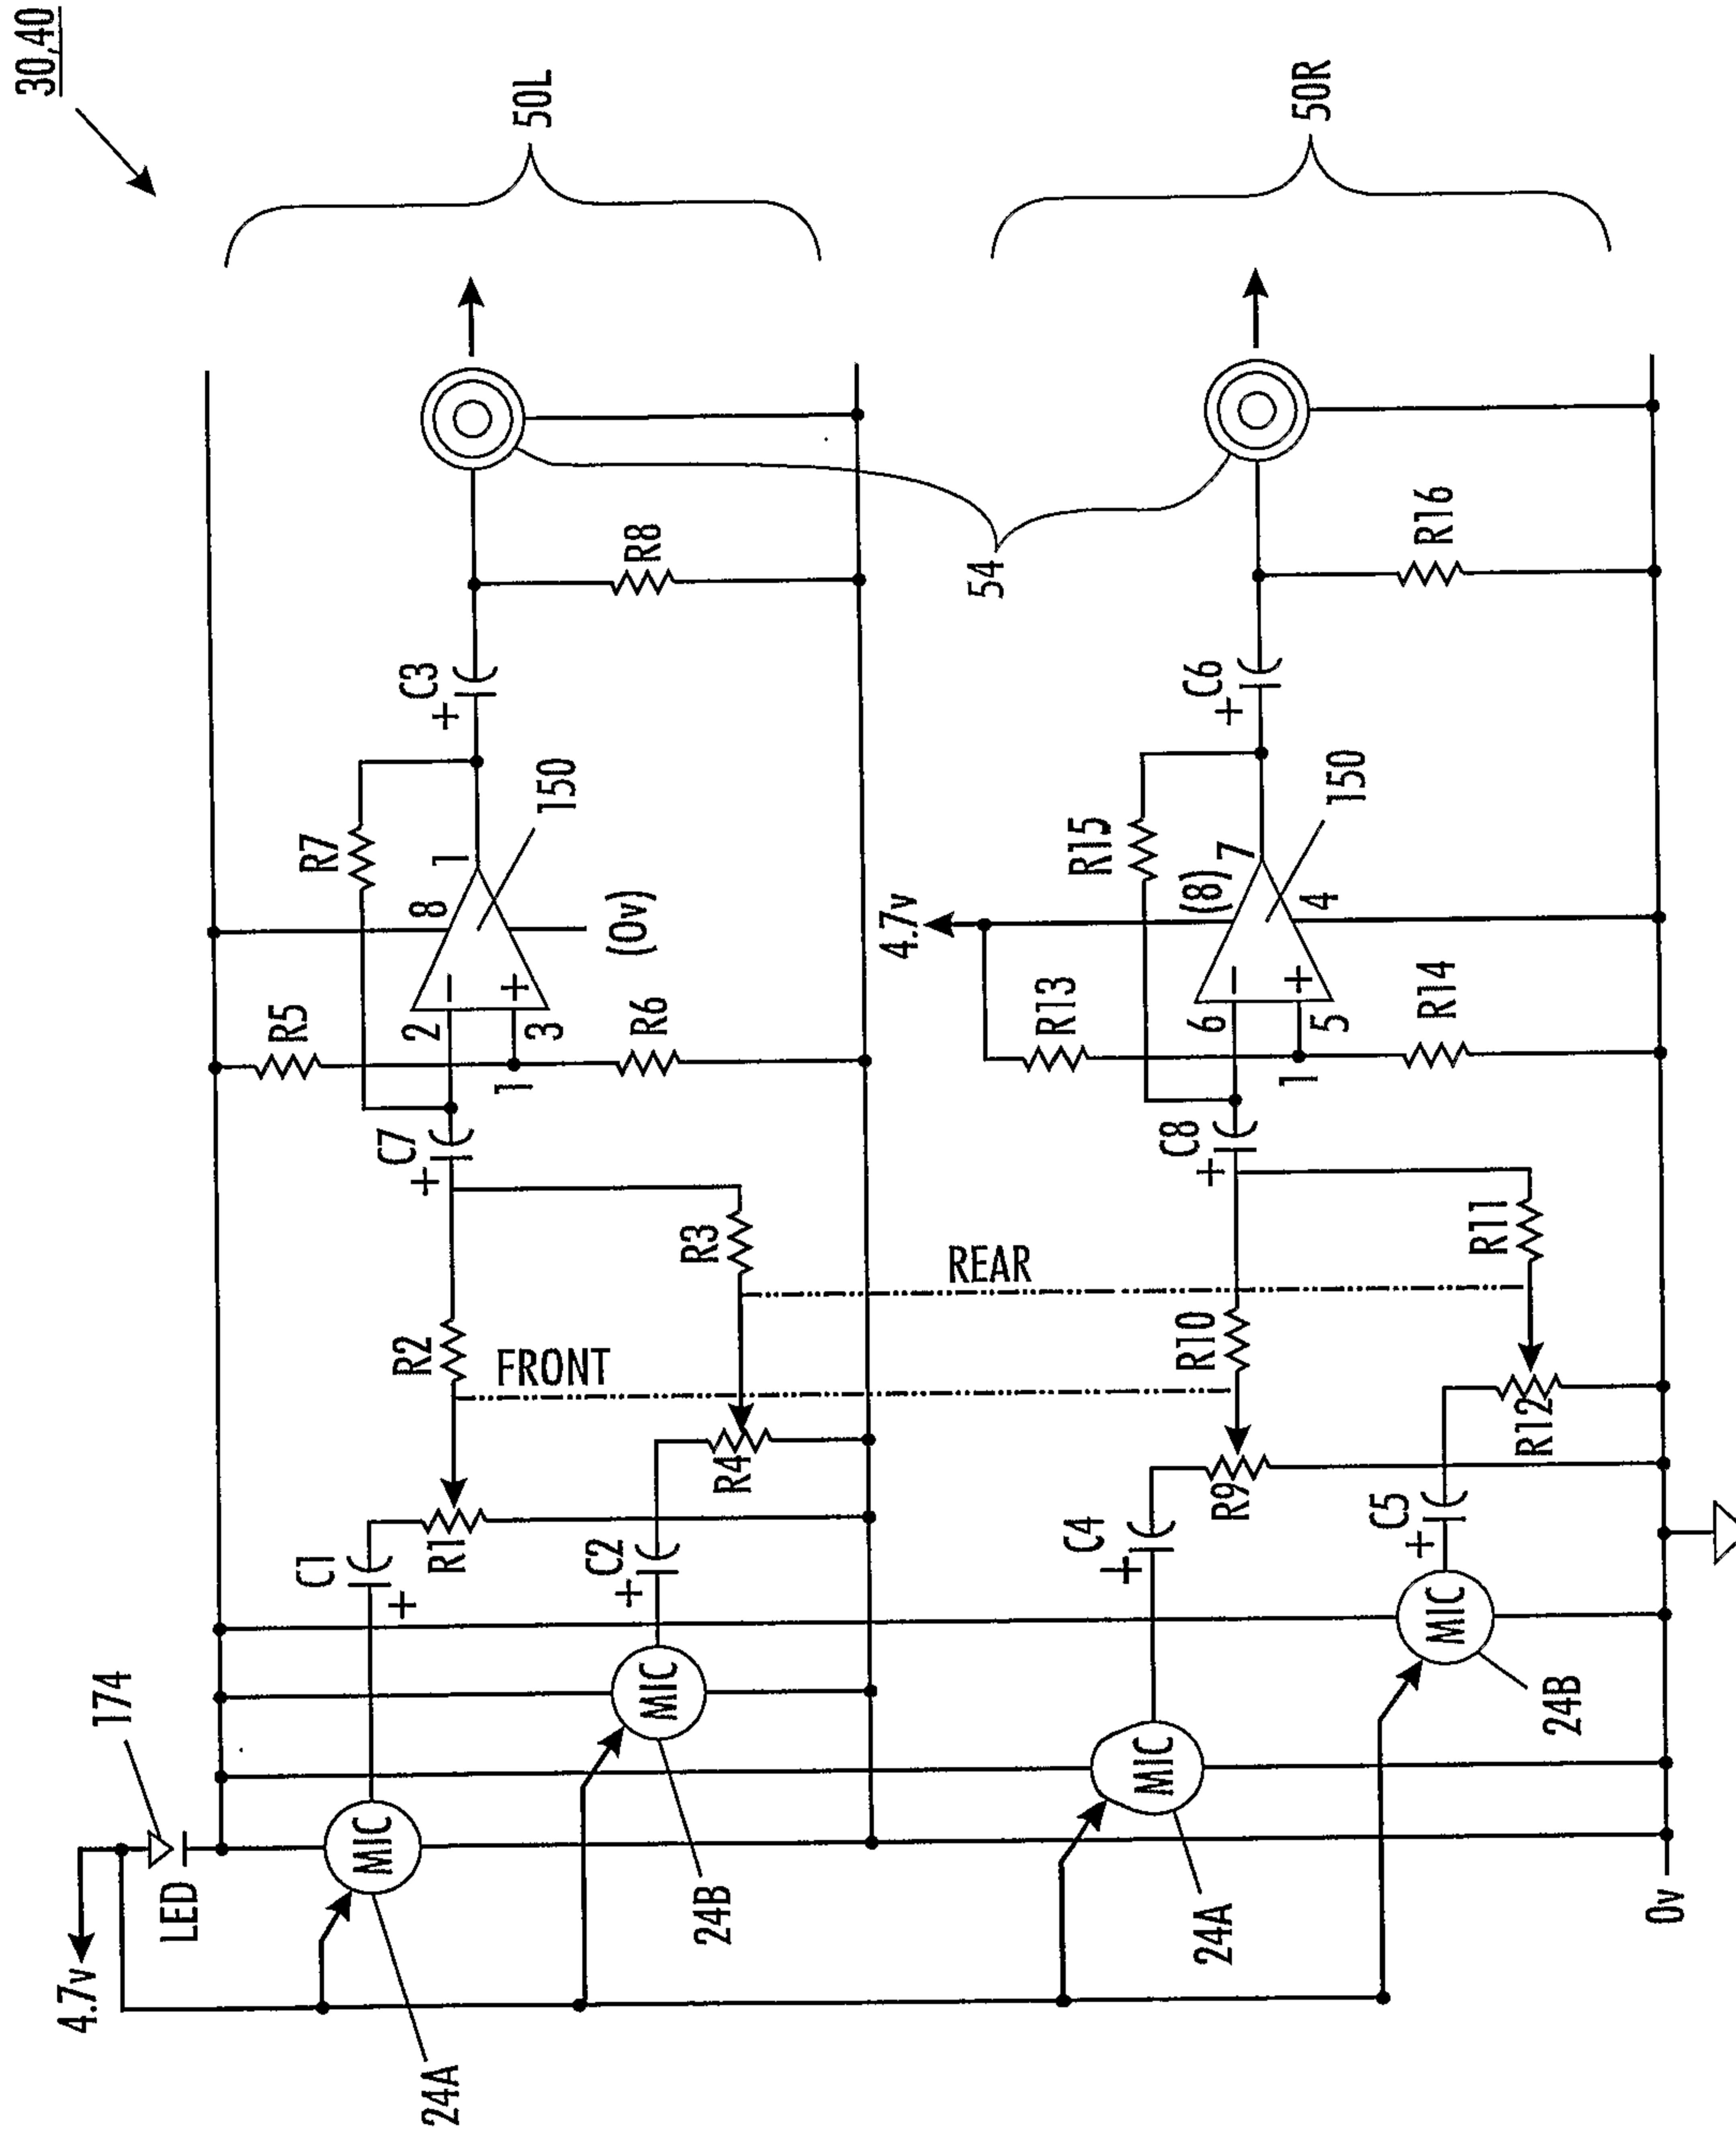 30,40
50L
50R
54
R8
R16
C3
+
C6
+
R7
1
150
8
(0v)
R15
7
150
(8)
4
4.7v
R5
2
-
+
3
R6
1
R13
6
-
+
5
R14
1
C7
+
C8
+
R3
R11
REAR
R2
FRONT
R10
R1
R4
R9
R12
C1
+
C2
+
C4
+
C5
+
174
LED
4.7v
MIC
MIC
MIC
MIC
24A
24B
24A
24B
0v